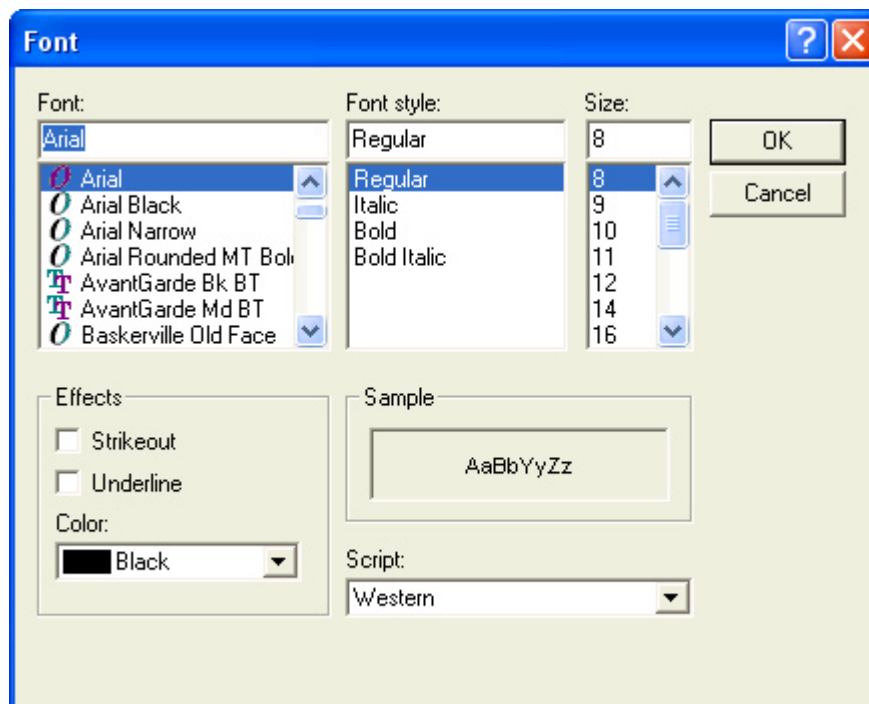 Font
Font:
Arial
Arial
Arial Black
Arial Narrow
Arial Rounded MT Bol
AvantGarde Bk BT
AvantGarde Md BT
Baskerville Old Face
Font style:
Regular
Regular
Italic
Bold
Bold Italic
Size:
8
8
9
10
11
12
14
16
OK
Cancel
Effects
Strikeout
Underline
Color:
Black
Sample
AaBbYyZz
Script:
Western